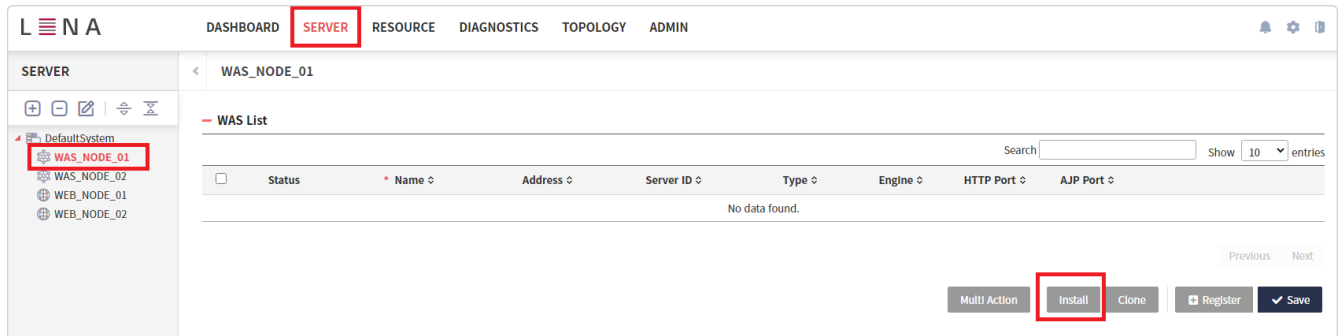 LENA DASHBOARD SERVER RESOURCE DIAGNOSTICS TOPOLOGY ADMIN
SERVER
WAS_NODE_01
DefaultSystem
WAS_NODE_01
WAS_NODE_02
WEB_NODE_01
WEB_NODE_02
WAS List
Search Show 10 entries
Status * Name Address Server ID Type Engine HTTP Port AJP Port
No data found.
Previous Next
Multi Action Install Clone Register Save